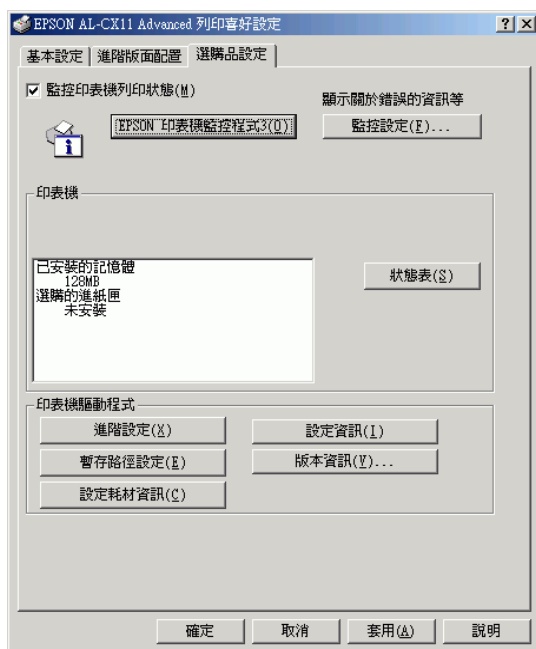 EPSON AL-CX11 Advanced 列印喜好設定
基本設定 進階版面配置 選購品設定
監控印表機列印狀態(M)
顯示關於錯誤的資訊等
EPSON 印表機監控程式3(O)
監控設定(F)...
印表機
已安裝的記憶體
128MB
選購的進紙匣
未安裝
狀態表(S)
印表機驅動程式
進階設定(X)
設定資訊(I)
暫存路徑設定(E)
版本資訊(V)...
設定耗材資訊(C)
確定 取消 套用(A) 說明